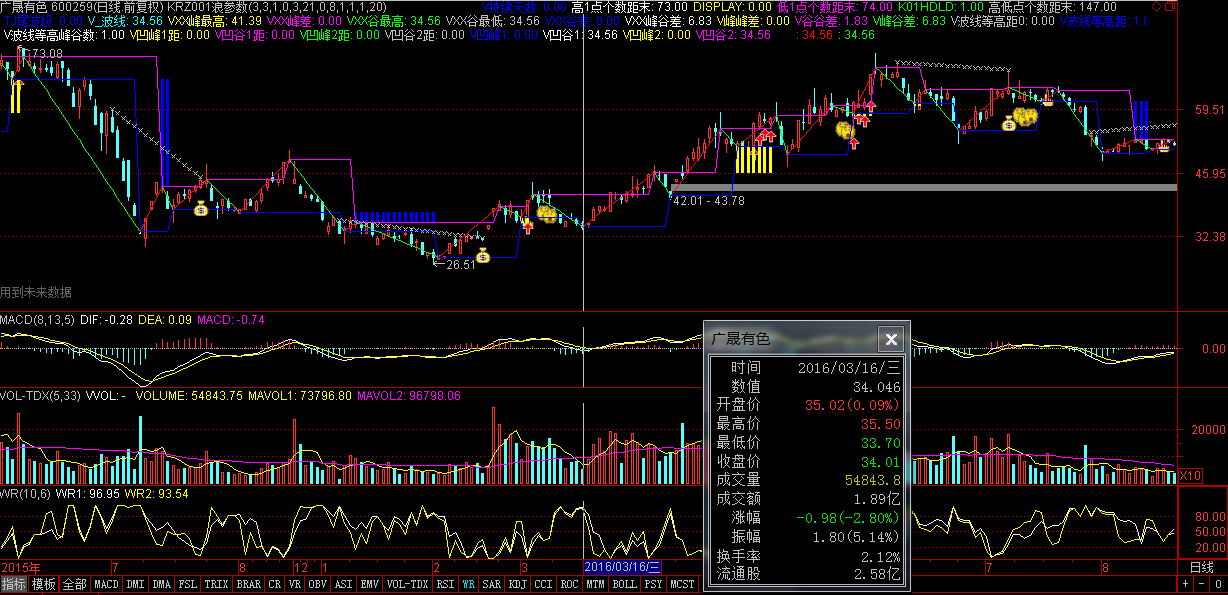 广晟有色 600259(日线,前复权) KRZ001浪参数(3,3,1,0,3,21,0,8,1,1,1,20) 高1点个数距末: 73.00 DISPLAY: 0.00 低1点个数距末: 74.00 K01HDLD: 1.00 高低点个数距末: 147.00
V_波线: 34.56 VXX峰最高: 41.39 VXX峰差: 0.00 VXX谷最高: 34.56 VXX谷最低: 34.56 VXX峰谷差: 6.83 V峰峰差: 0.00 V谷谷差: 1.83 V峰谷差: 6.83 V波线等高距0: 0.00
V波线等高峰谷数: 1.00 V凹峰1距: 0.00 V凹谷1距: 0.00 V凹峰2距: 0.00 V凹谷2距: 0.00 V凹峰1: 0.00 V凹谷1: 34.56 V凹峰2: 0.00 V凹谷2: 34.56 : 34.56 : 34.56
73.08
59.51
45.95
42.01 - 43.78
32.38
26.51
用到未来数据
MACD(8,13,5) DIF: -0.28 DEA: 0.09 MACD: -0.74
0.00
VOL-TDX(5,33) VVOL: - VOLUME: 54843.75 MAVOL1: 73796.80 MAVOL2: 96798.06
20000
X10
WR(10,6) WR1: 96.95 WR2: 93.54
80.00
50.00
20.00
广晟有色
时间 2016/03/16/三
数值 34.046
开盘价 35.02(0.09%)
最高价 35.50
最低价 33.70
收盘价 34.01
成交量 54843.8
成交额 1.89亿
涨幅 -0.98(-2.80%)
振幅 1.80(5.14%)
换手率 2.12%
流通股 2.58亿
2015年 7 8 12 1 2 3 2016/03/16/三 7 8 日线
指标 模板 全部 MACD DMI DMA FSL TRIX BRAR CR VR OBV ASI EMV VOL-TDX RSI WR SAR KDJ CCI ROC MTM BOLL PSY MCST + - 0